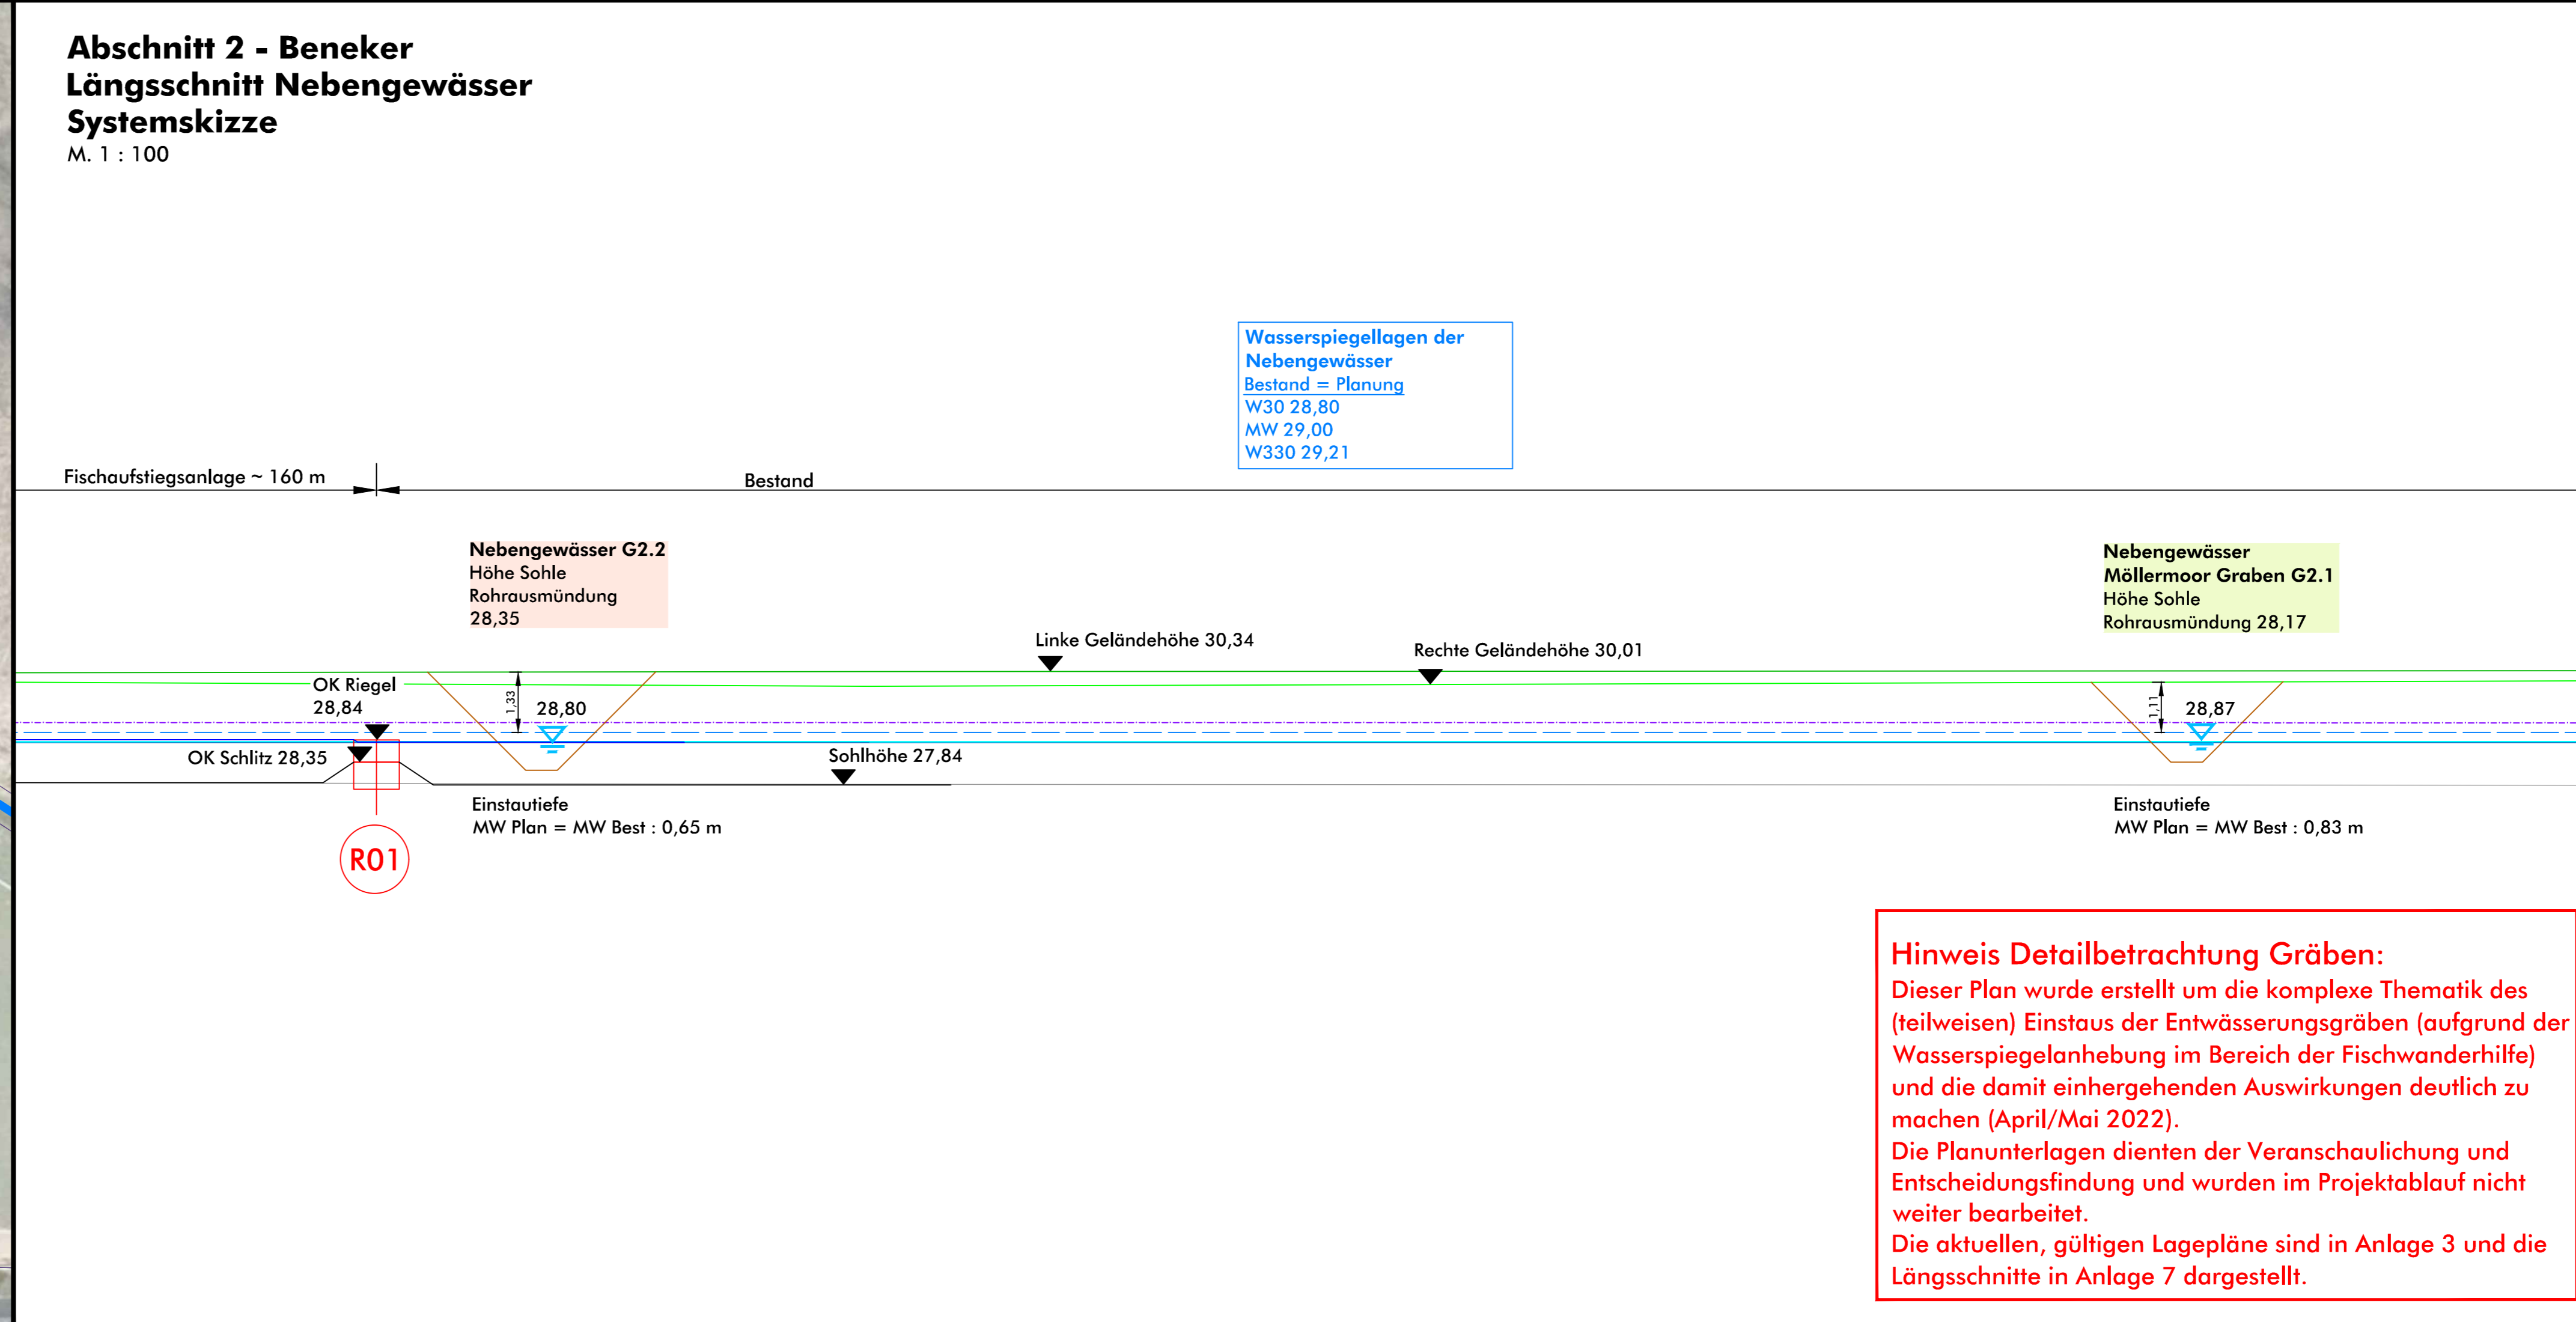 Abschnitt 2 - Beneker
Längsschnitt Nebengewässer
Systemskizze
M. 1 : 100
Wasserspiegellagen der
Nebengewässer
Bestand = Planung
W30 28,80
MW 29,00
W330 29,21
Fischaufstiegsanlage ~ 160 m
Bestand
Nebengewässer G2.2
Höhe Sohle
Rohrausmündung
28,35
Nebengewässer
Möllermoor Graben G2.1
Höhe Sohle
Rohrausmündung 28,17
Linke Geländehöhe 30,34
Rechte Geländehöhe 30,01
OK Riegel
28,84
1,33
28,80
1,11
28,87
OK Schlitz 28,35
Sohlhöhe 27,84
Einstautiefe
MW Plan = MW Best : 0,65 m
Einstautiefe
MW Plan = MW Best : 0,83 m
R01
Hinweis Detailbetrachtung Gräben:
Dieser Plan wurde erstellt um die komplexe Thematik des
(teilweisen) Einstaus der Entwässerungsgräben (aufgrund der
Wasserspiegelanhebung im Bereich der Fischwanderhilfe)
und die damit einhergehenden Auswirkungen deutlich zu
machen (April/Mai 2022).
Die Planunterlagen dienten der Veranschaulichung und
Entscheidungsfindung und wurden im Projektablauf nicht
weiter bearbeitet.
Die aktuellen, gültigen Lagepläne sind in Anlage 3 und die
Längsschnitte in Anlage 7 dargestellt.